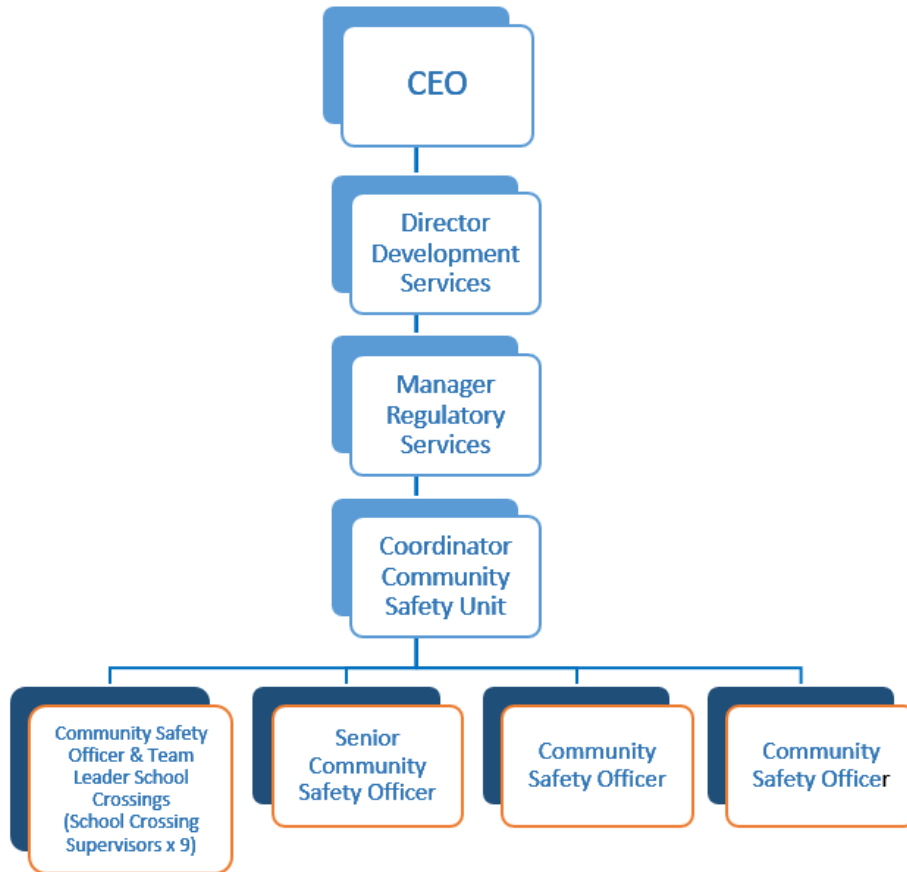 CEO
Director
Development
Services
Manager
Regulatory
Services
Coordinator
Community
Safety Unit
Community Safety
Officer & Team
Leader School
Crossings
(School Crossing
Supervisors x 9)
Senior
Community
Safety Officer
Community
Safety Officer
Community
Safety Officer